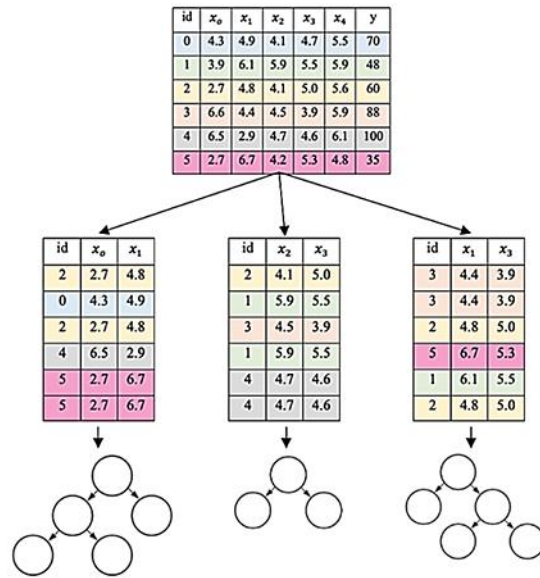 id x₀ x₁ x₂ x₃ x₄ y
0 4.3 4.9 4.1 4.7 5.5 70
1 3.9 6.1 5.9 5.5 5.9 48
2 2.7 4.8 4.1 5.0 5.6 60
3 6.6 4.4 4.5 3.9 5.9 88
4 6.5 2.9 4.7 4.6 6.1 100
5 2.7 6.7 4.2 5.3 4.8 35
id x₀ x₁
2 2.7 4.8
0 4.3 4.9
2 2.7 4.8
4 6.5 2.9
5 2.7 6.7
5 2.7 6.7
id x₂ x₃
2 4.1 5.0
1 5.9 5.5
3 4.5 3.9
1 5.9 5.5
4 4.7 4.6
4 4.7 4.6
id x₁ x₃
3 4.4 3.9
3 4.4 3.9
2 4.8 5.0
5 6.7 5.3
1 6.1 5.5
2 4.8 5.0